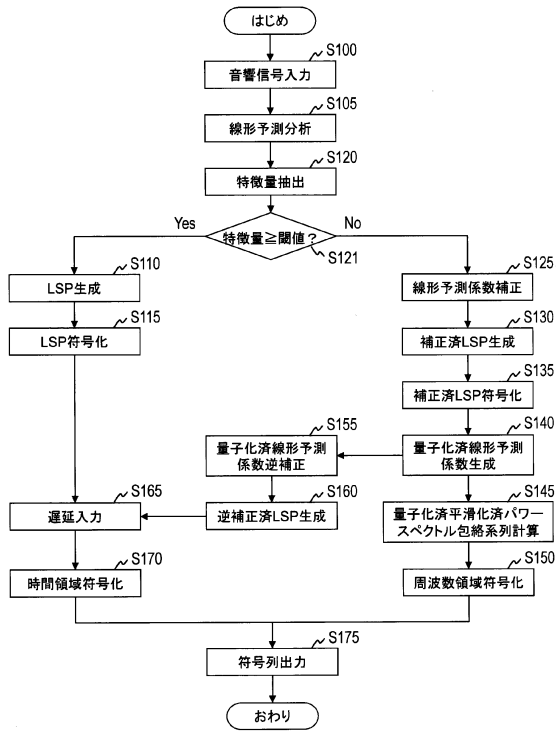 はじめ
S100
音響信号入力
S105
線形予測分析
S120
特徴量抽出
Yes
No
特徴量≧閾値?
S121
S110
LSP生成
S115
LSP符号化
S125
線形予測係数補正
S130
補正済LSP生成
S135
補正済LSP符号化
S140
量子化済線形予測
係数生成
S155
量子化済線形予測
係数逆補正
S160
逆補正済LSP生成
S165
遅延入力
S145
量子化済平滑化済パワー
スペクトル包絡系列計算
S170
時間領域符号化
S150
周波数領域符号化
S175
符号列出力
おわり